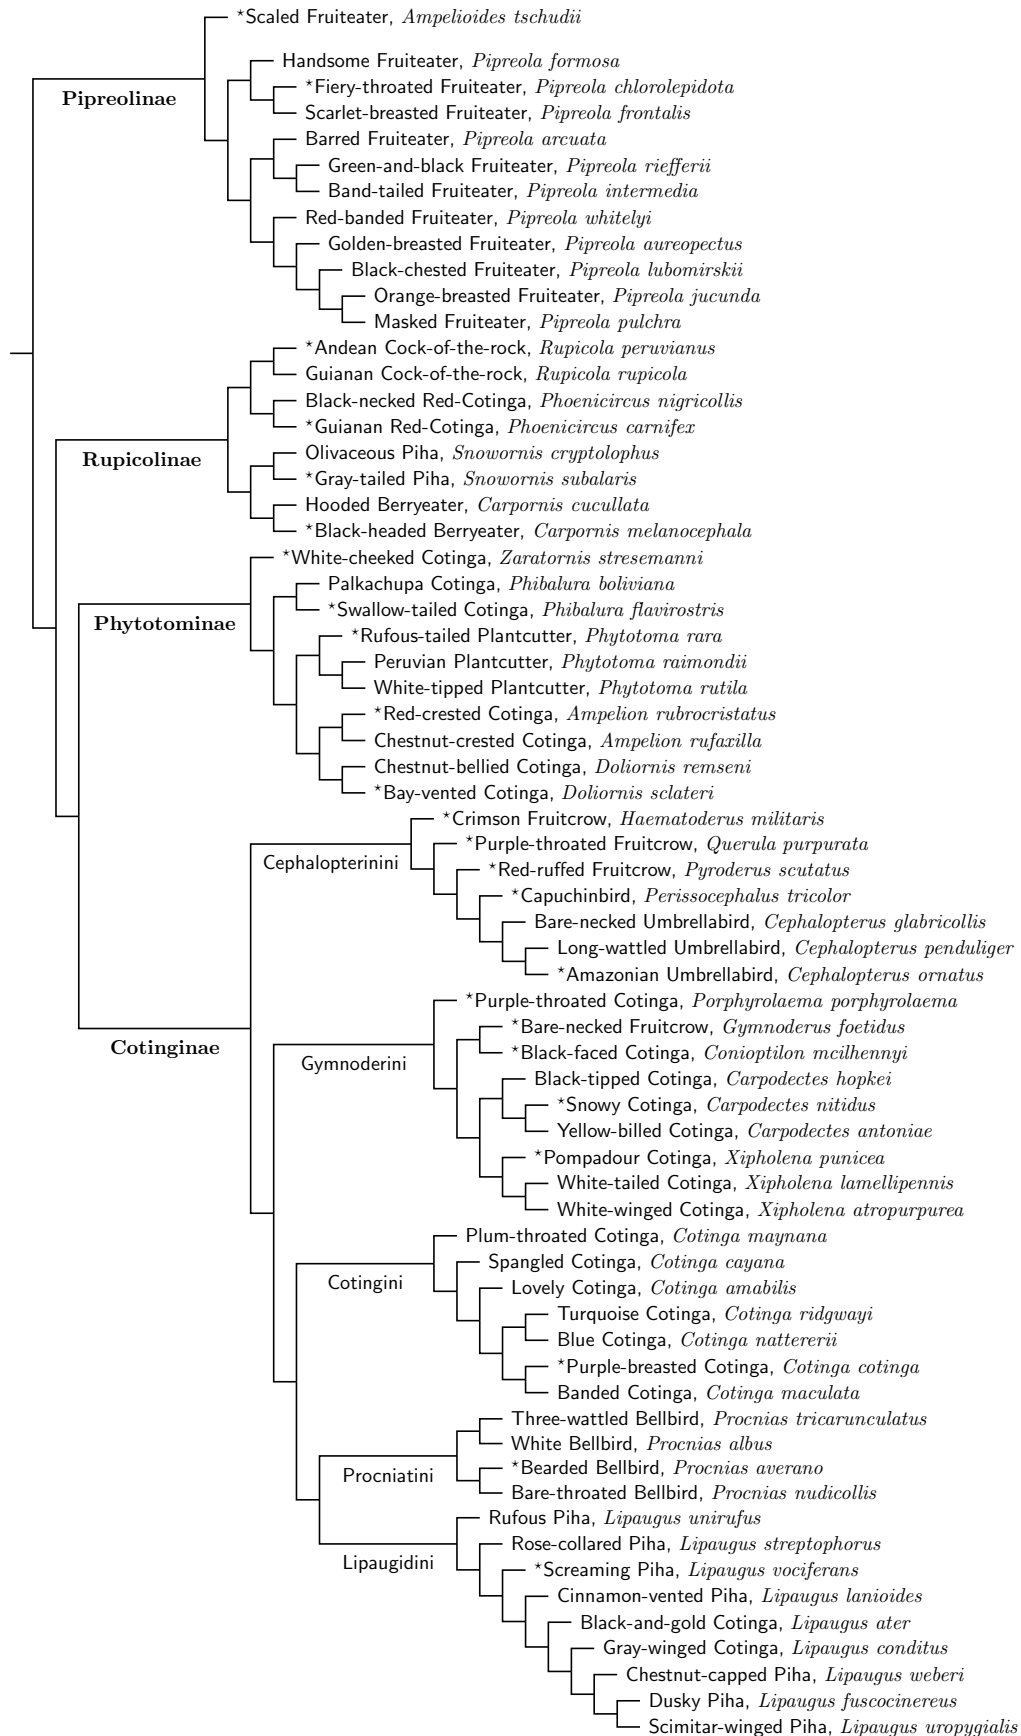 *Scaled Fruiteater, Ampelioides tschudii
Handsome Fruiteater, Pipreola formosa
Pipreolinae
*Fiery-throated Fruiteater, Pipreola chlorolepidota
Scarlet-breasted Fruiteater, Pipreola frontalis
Barred Fruiteater, Pipreola arcuata
Green-and-black Fruiteater, Pipreola riefferii
Band-tailed Fruiteater, Pipreola intermedia
Red-banded Fruiteater, Pipreola whitelyi
Golden-breasted Fruiteater, Pipreola aureopectus
Black-chested Fruiteater, Pipreola lubomirskii
Orange-breasted Fruiteater, Pipreola jucunda
Masked Fruiteater, Pipreola pulchra
*Andean Cock-of-the-rock, Rupicola peruvianus
Guianan Cock-of-the-rock, Rupicola rupicola
Black-necked Red-Cotinga, Phoenicircus nigricollis
*Guianan Red-Cotinga, Phoenicircus carnifex
Rupicolinae
Olivaceous Piha, Snowornis cryptolophus
*Gray-tailed Piha, Snowornis subalaris
Hooded Berryeater, Carpornis cucullata
*Black-headed Berryeater, Carpornis melanocephala
*White-cheeked Cotinga, Zaratornis stresemanni
Palkachupa Cotinga, Phibalura boliviana
*Swallow-tailed Cotinga, Phibalura flavirostris
Phytotominae
*Rufous-tailed Plantcutter, Phytotoma rara
Peruvian Plantcutter, Phytotoma raimondii
White-tipped Plantcutter, Phytotoma rutila
*Red-crested Cotinga, Ampelion rubrocristatus
Chestnut-crested Cotinga, Ampelion rufaxilla
Chestnut-bellied Cotinga, Doliornis remseni
*Bay-vented Cotinga, Doliornis sclateri
*Crimson Fruitcrow, Haematoderus militaris
*Purple-throated Fruitcrow, Querula purpurata
Cephalopterinini
*Red-ruffed Fruitcrow, Pyroderus scutatus
*Capuchinbird, Perissocephalus tricolor
Bare-necked Umbrellabird, Cephalopterus glabricollis
Long-wattled Umbrellabird, Cephalopterus penduliger
*Amazonian Umbrellabird, Cephalopterus ornatus
*Purple-throated Cotinga, Porphyrolaema porphyrolaema
*Bare-necked Fruitcrow, Gymnoderus foetidus
Cotinginae
*Black-faced Cotinga, Conioptilon mcilhennyi
Gymnoderini
Black-tipped Cotinga, Carpodectes hopkei
*Snowy Cotinga, Carpodectes nitidus
Yellow-billed Cotinga, Carpodectes antoniae
*Pompadour Cotinga, Xipholena punicea
White-tailed Cotinga, Xipholena lamellipennis
White-winged Cotinga, Xipholena atropurpurea
Plum-throated Cotinga, Cotinga maynana
Spangled Cotinga, Cotinga cayana
Cotingini
Lovely Cotinga, Cotinga amabilis
Turquoise Cotinga, Cotinga ridgwayi
Blue Cotinga, Cotinga nattererii
*Purple-breasted Cotinga, Cotinga cotinga
Banded Cotinga, Cotinga maculata
Three-wattled Bellbird, Procnias tricarunculatus
White Bellbird, Procnias albus
*Bearded Bellbird, Procnias averano
Procniatini
Bare-throated Bellbird, Procnias nudicollis
Rufous Piha, Lipaugus unirufus
Rose-collared Piha, Lipaugus streptophorus
Lipaugidini
*Screaming Piha, Lipaugus vociferans
Cinnamon-vented Piha, Lipaugus lanioides
Black-and-gold Cotinga, Lipaugus ater
Gray-winged Cotinga, Lipaugus conditus
Chestnut-capped Piha, Lipaugus weberi
Dusky Piha, Lipaugus fuscocinereus
Scimitar-winged Piha, Lipaugus uropygialis